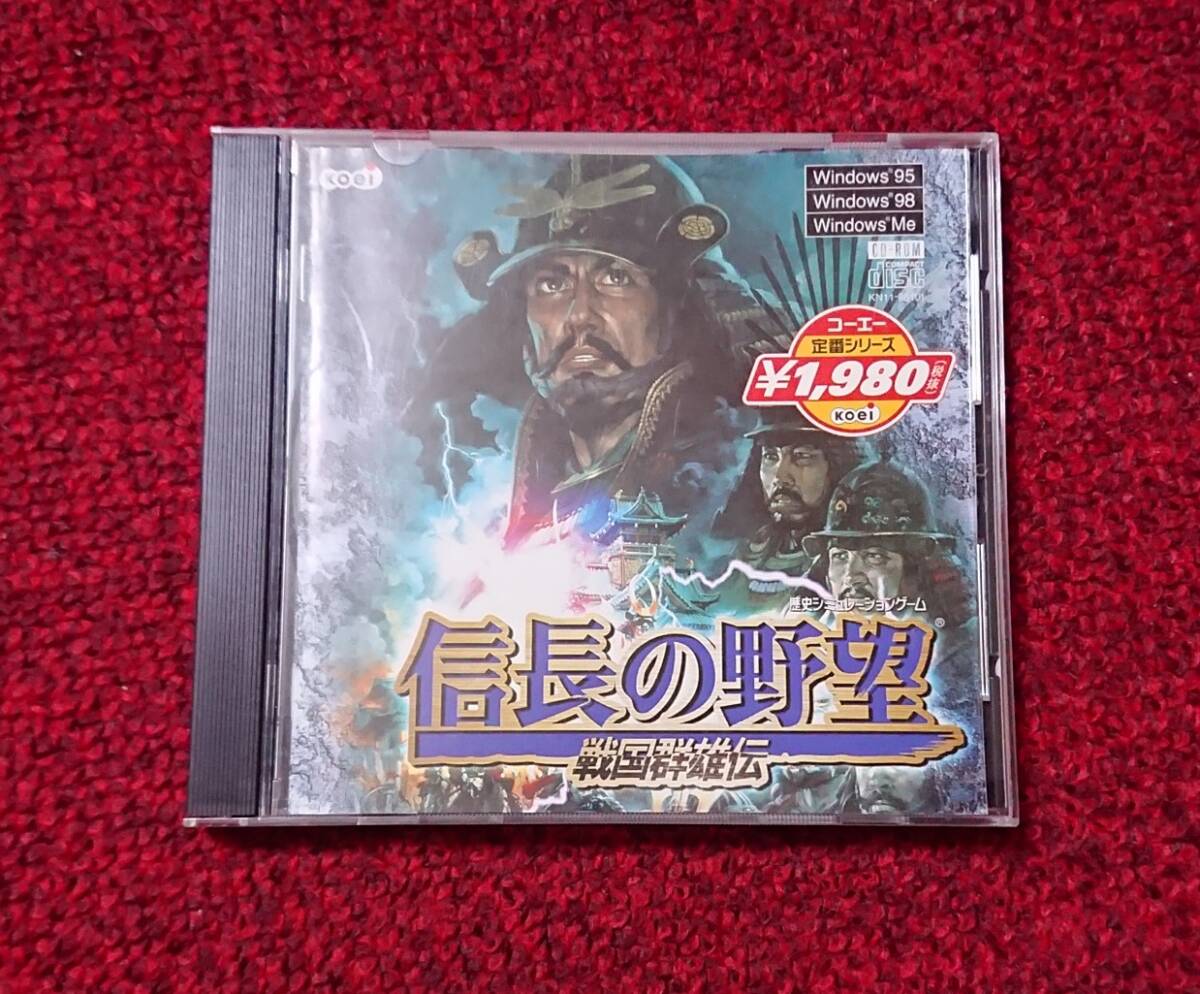 KOEI
Windows®95
Windows®98
Windows®Me
CD-ROM
COMPACT
disc
コーエー
定番シリーズ
¥1,980(税抜)
KOEI
歴史シミュレーションゲーム
信長の野望®
戦国群雄伝